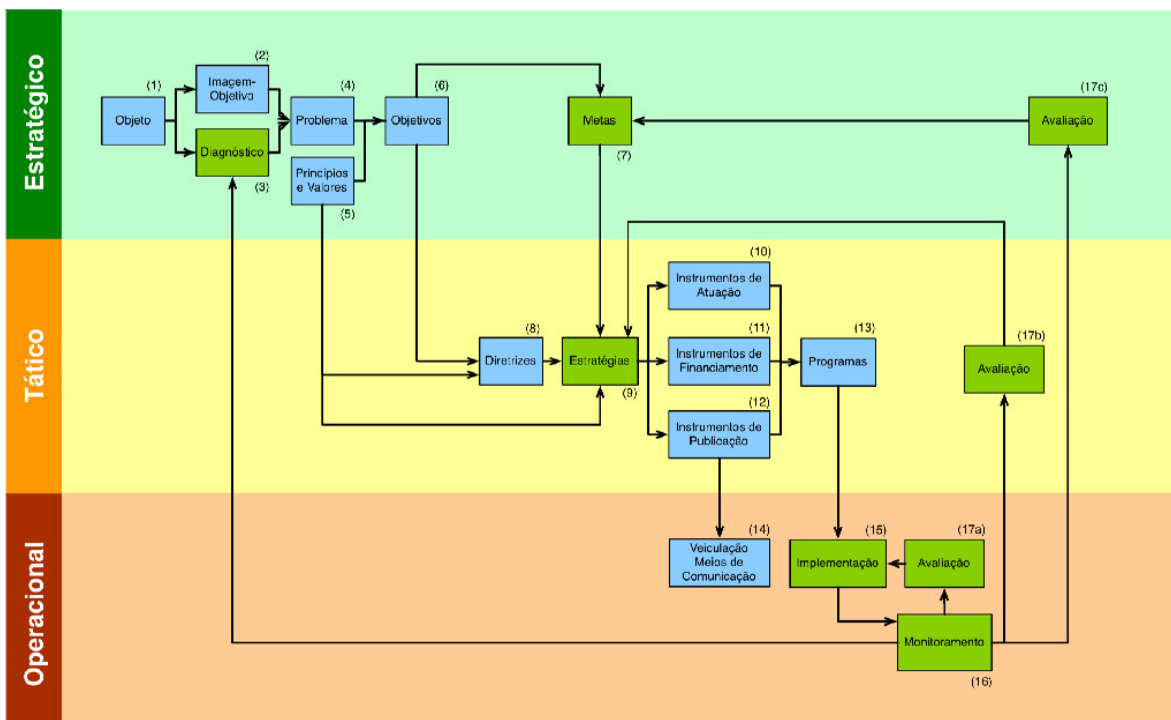 Estratégico
(1)
Objeto
(2)
Imagem-
Objetivo
Diagnóstico
(3)
(4)
Problema
Princípios
e Valores
(5)
(6)
Objetivos
Metas
(7)
(17c)
Avaliação
Tático
(8)
Diretrizes
Estratégias
(9)
(10)
Instrumentos de
Atuação
(11)
Instrumentos de
Financiamento
(12)
Instrumentos de
Publicação
(13)
Programas
(17b)
Avaliação
Operacional
(14)
Veiculação
Meios de
Comunicação
(15)
Implementação
(17a)
Avaliação
Monitoramento
(16)